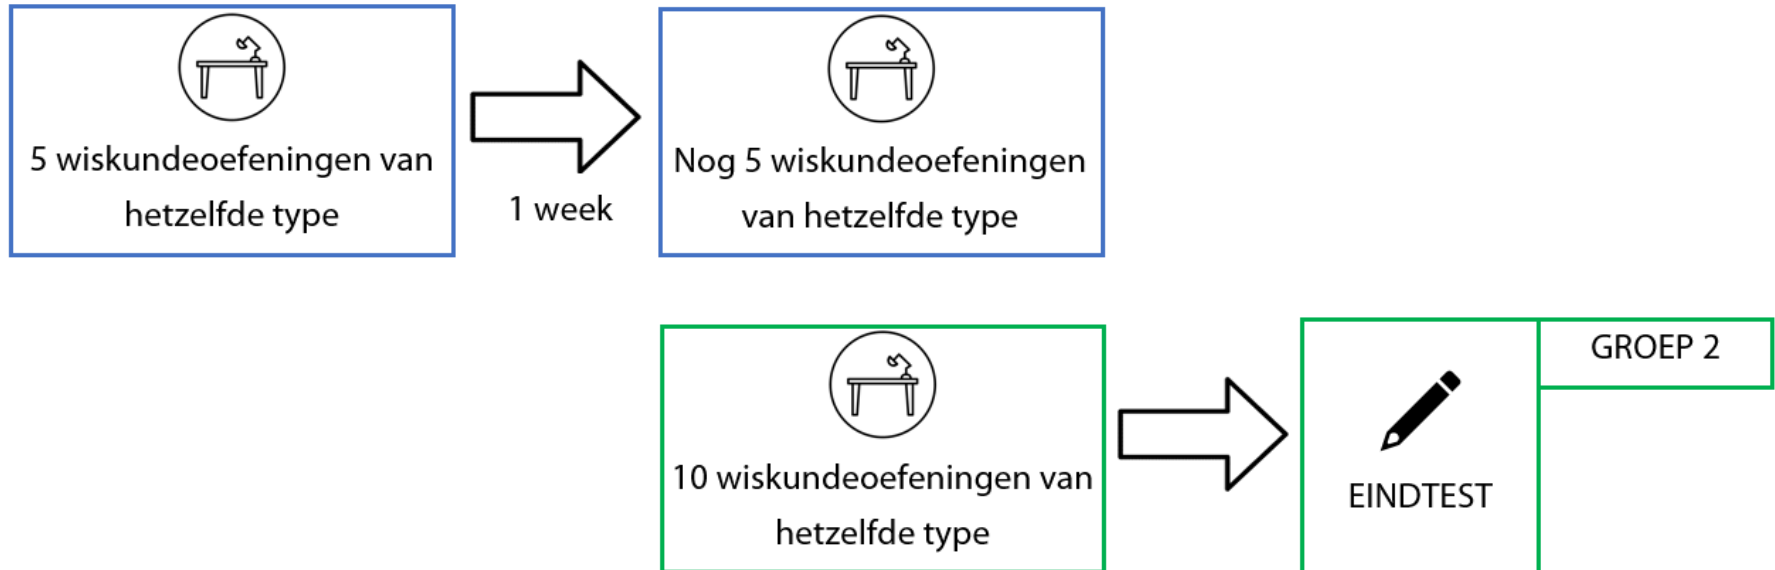 5 wiskundeoefeningen van
hetzelfde type
1 week
Nog 5 wiskundeoefeningen
van hetzelfde type
10 wiskundeoefeningen van
hetzelfde type
EINDTEST
GROEP 2